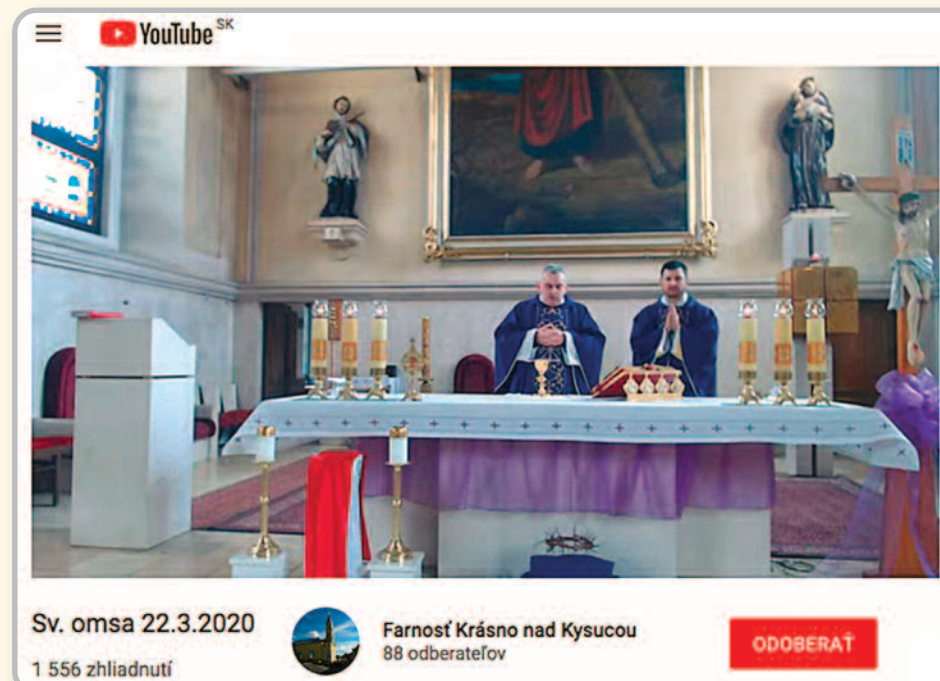 YouTube SK
Sv. omsa 22.3.2020
1 556 zhliadnutí
Farnosť Krásno nad Kysucou
88 odberateľov
ODOBERAŤ